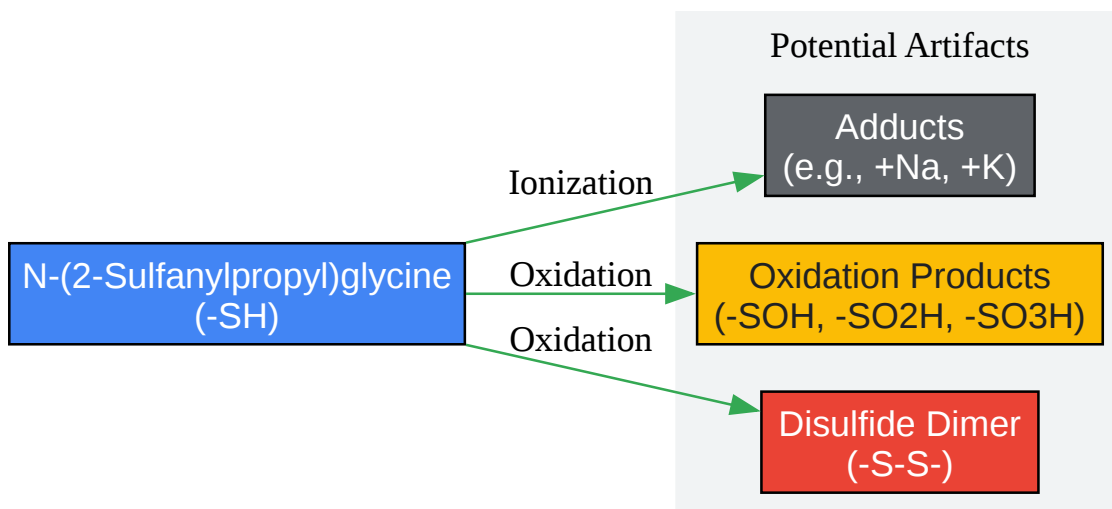 Potential Artifacts
Adducts
(e.g., +Na, +K)
Ionization
N-(2-Sulfanylpropyl)glycine
(-SH)
Oxidation
Oxidation Products
(-SOH, -SO2H, -SO3H)
Oxidation
Disulfide Dimer
(-S-S-)